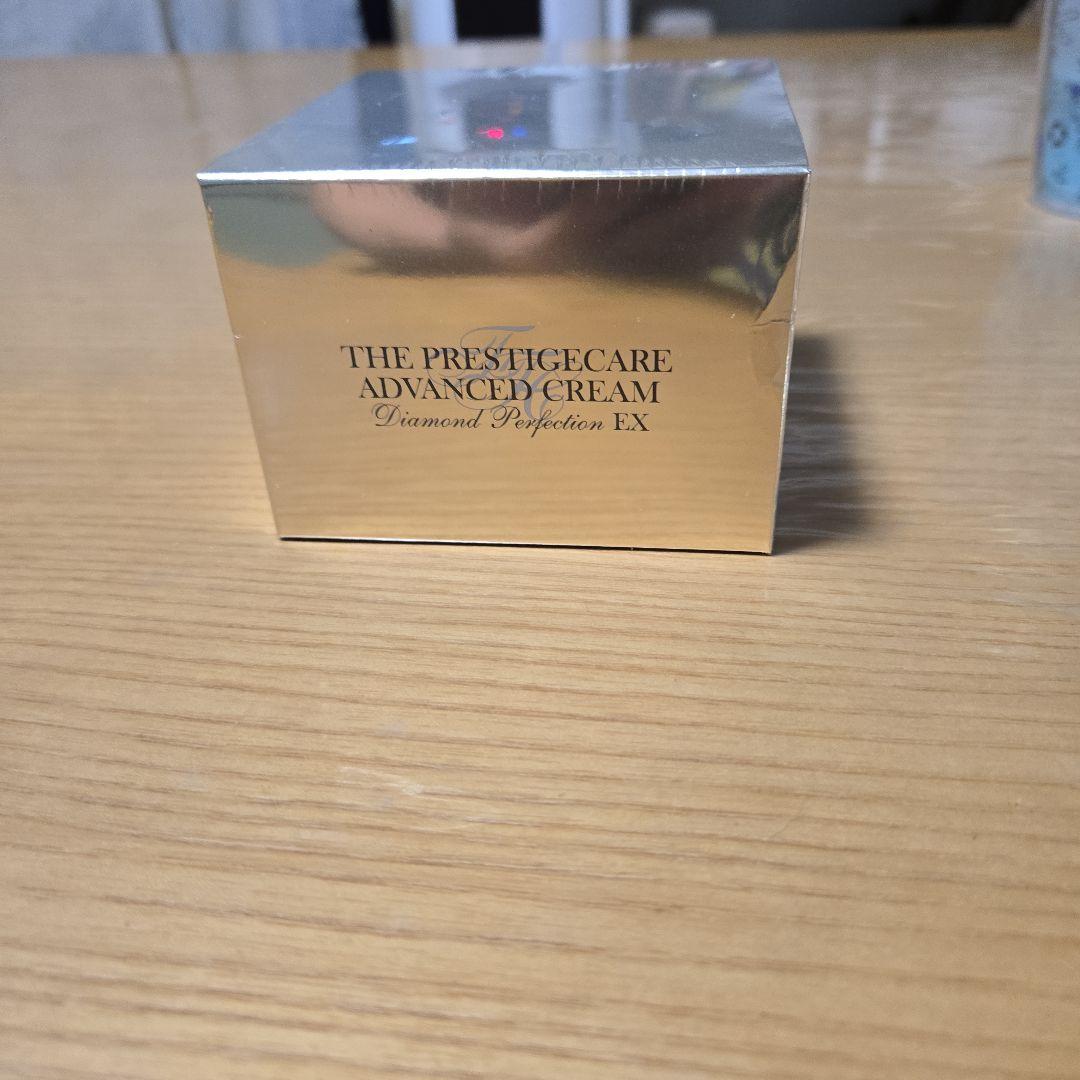 THE PRESTIGECARE
ADVANCED CREAM
Diamond Perfection EX